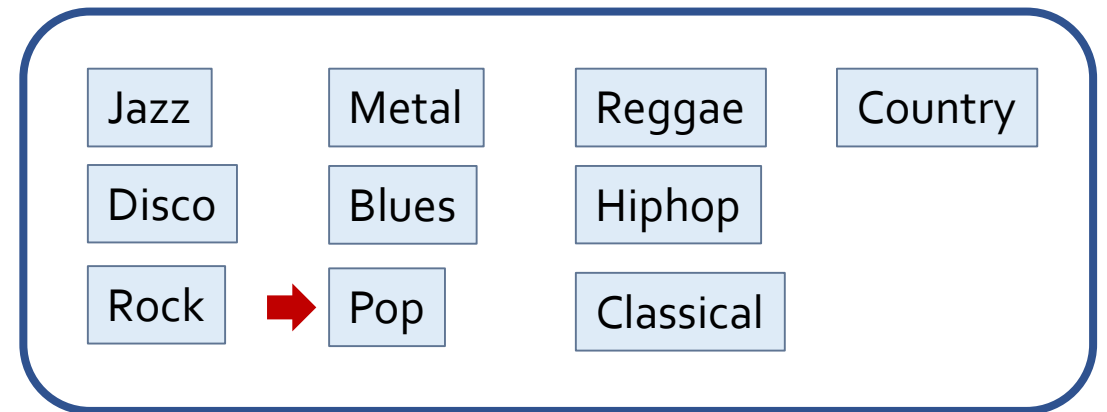 Jazz
Metal
Reggae
Country
Disco
Blues
Hiphop
Rock
Pop
Classical